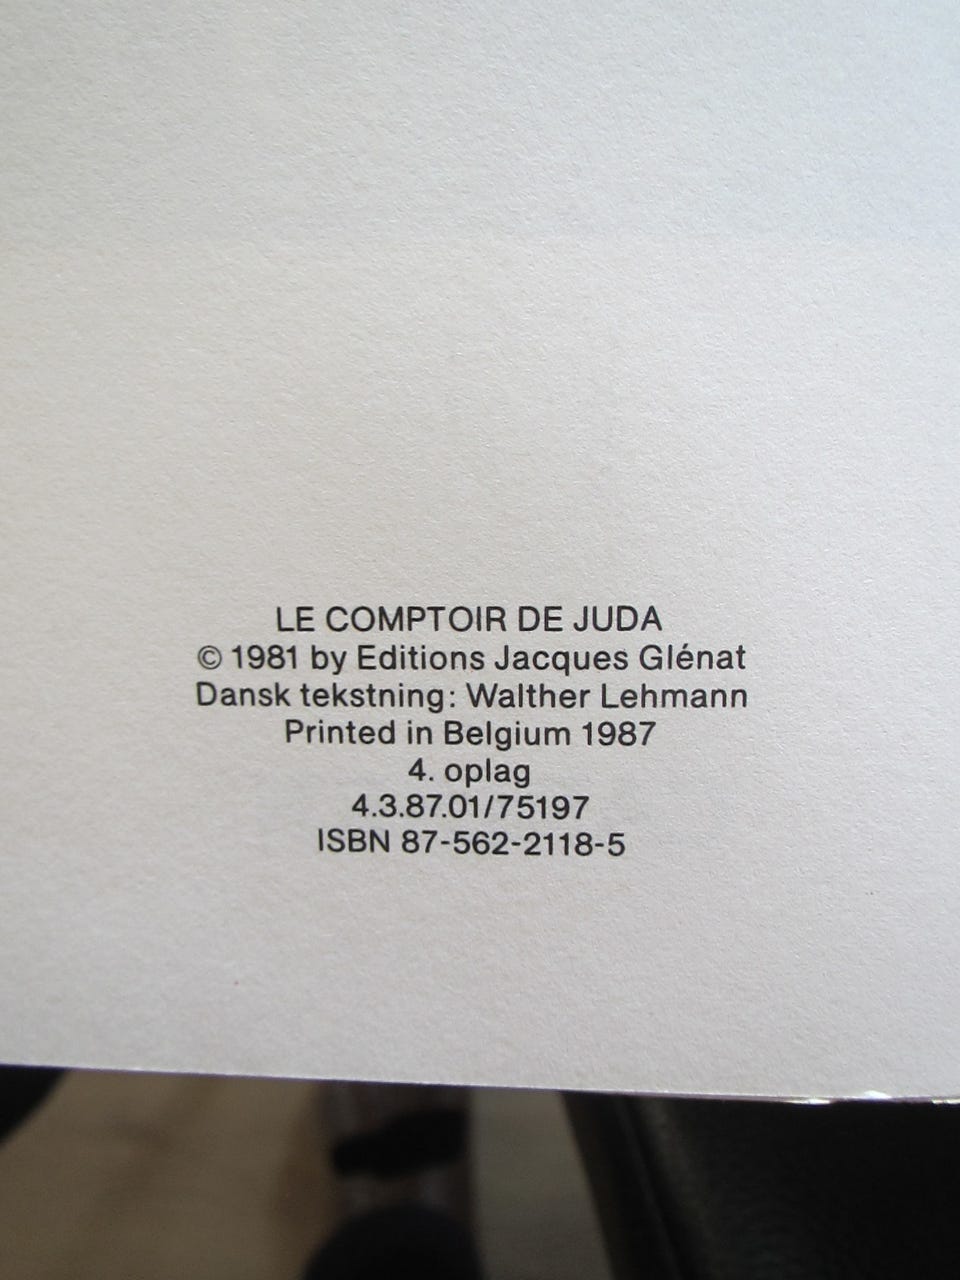 LE COMPTOIR DE JUDA
© 1981 by Editions Jacques Glénat
Dansk tekstning: Walther Lehmann
Printed in Belgium 1987
4. oplag
4.3.87.01/75197
ISBN 87-562-2118-5